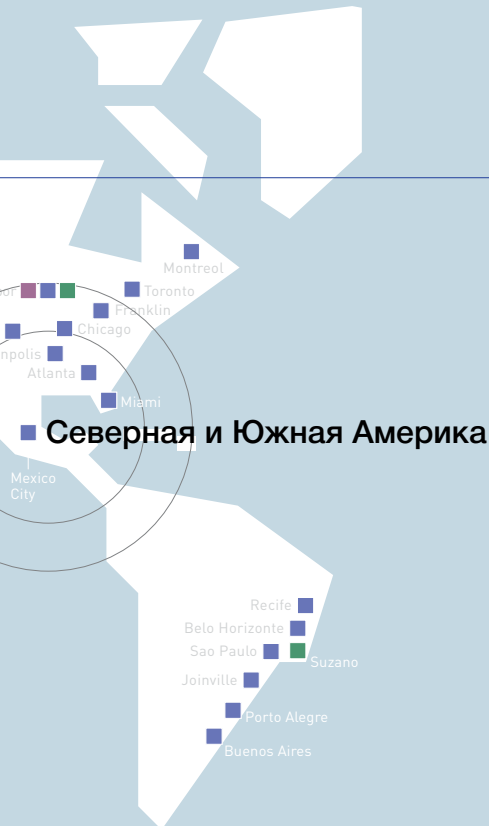 Montreol
Toronto
Franklin
Chicago
Atlanta
Miami
Северная и Южная Америка
Mexico
City
Recife
Belo Horizonte
Sao Paulo
Suzano
Joinville
Porto Alegre
Buenos Aires